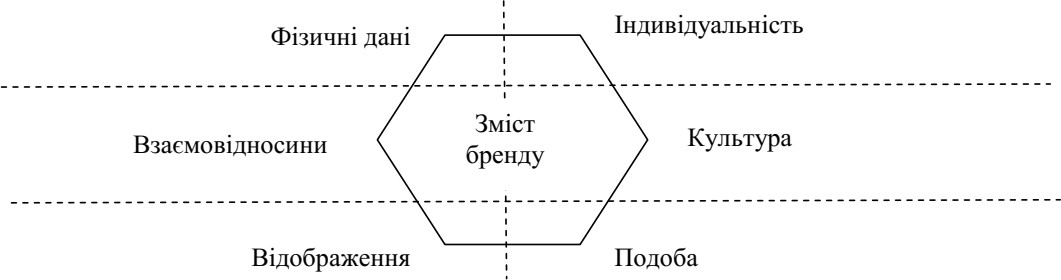 Фізичні дані
Індивідуальність
Взаємовідносини
Зміст
бренду
Культура
Відображення
Подоба